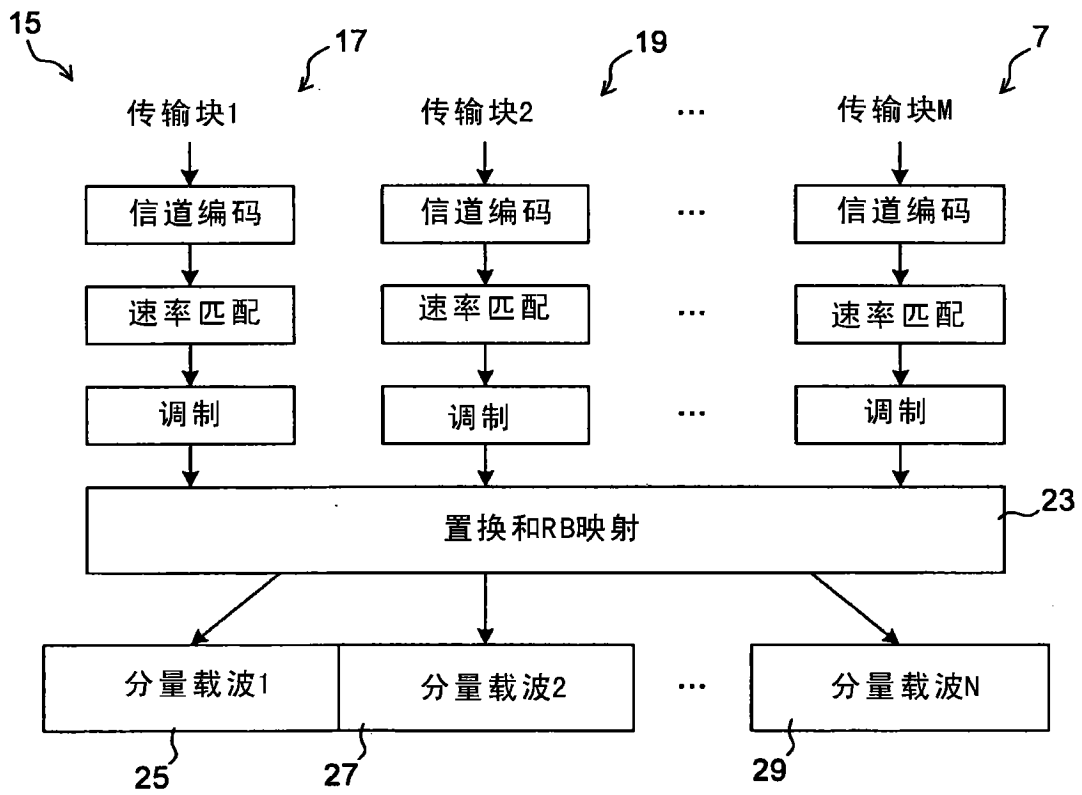 15
17
19
7
传输块1
传输块2
...
传输块M
信道编码
信道编码
...
信道编码
速率匹配
速率匹配
...
速率匹配
调制
调制
...
调制
置换和RB映射
23
分量载波1
分量载波2
...
分量载波N
25
27
29